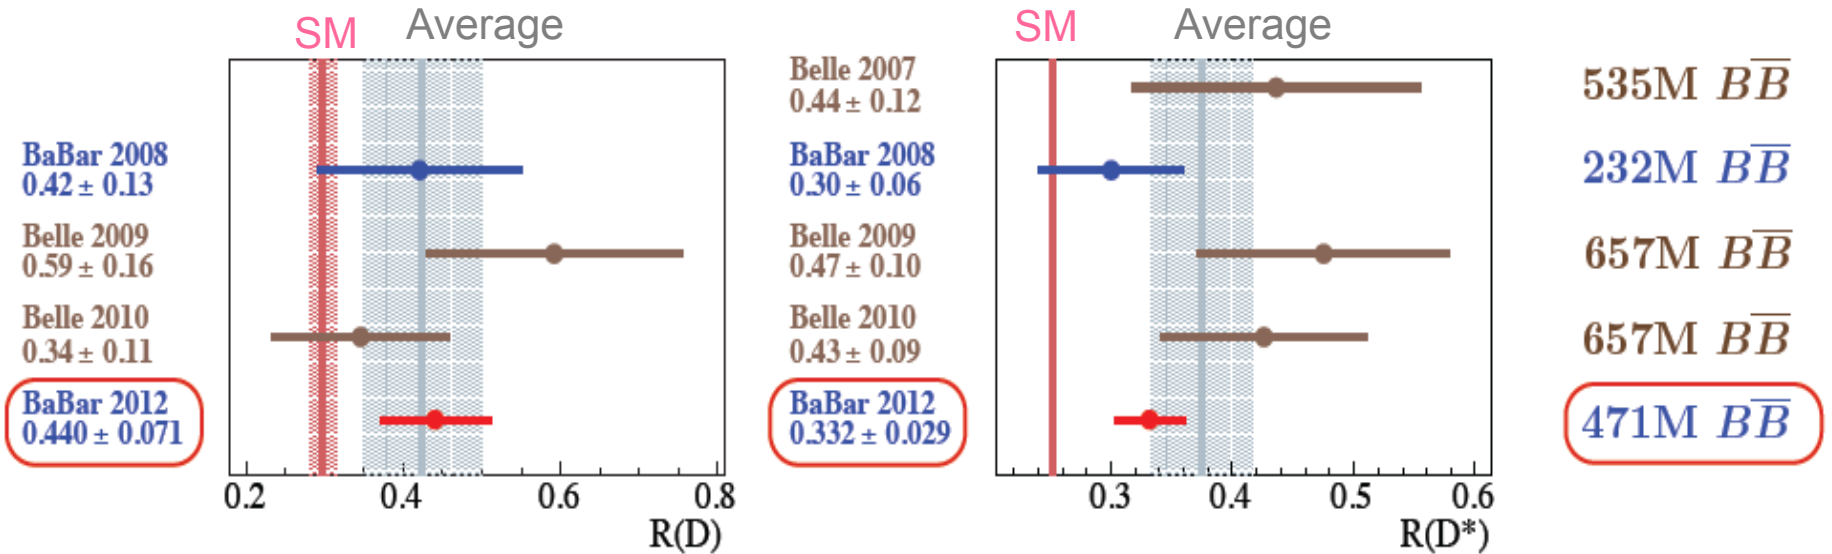 SM Average
SM Average
BaBar 2008
0.42 ± 0.13
Belle 2009
0.59 ± 0.16
Belle 2010
0.34 ± 0.11
BaBar 2012
0.440 ± 0.071
0.2 0.4 0.6 0.8
R(D)
Belle 2007
0.44 ± 0.12
BaBar 2008
0.30 ± 0.06
Belle 2009
0.47 ± 0.10
Belle 2010
0.43 ± 0.09
BaBar 2012
0.332 ± 0.029
0.3 0.4 0.5 0.6
R(D*)
535M BB̅
232M BB̅
657M BB̅
657M BB̅
471M BB̅